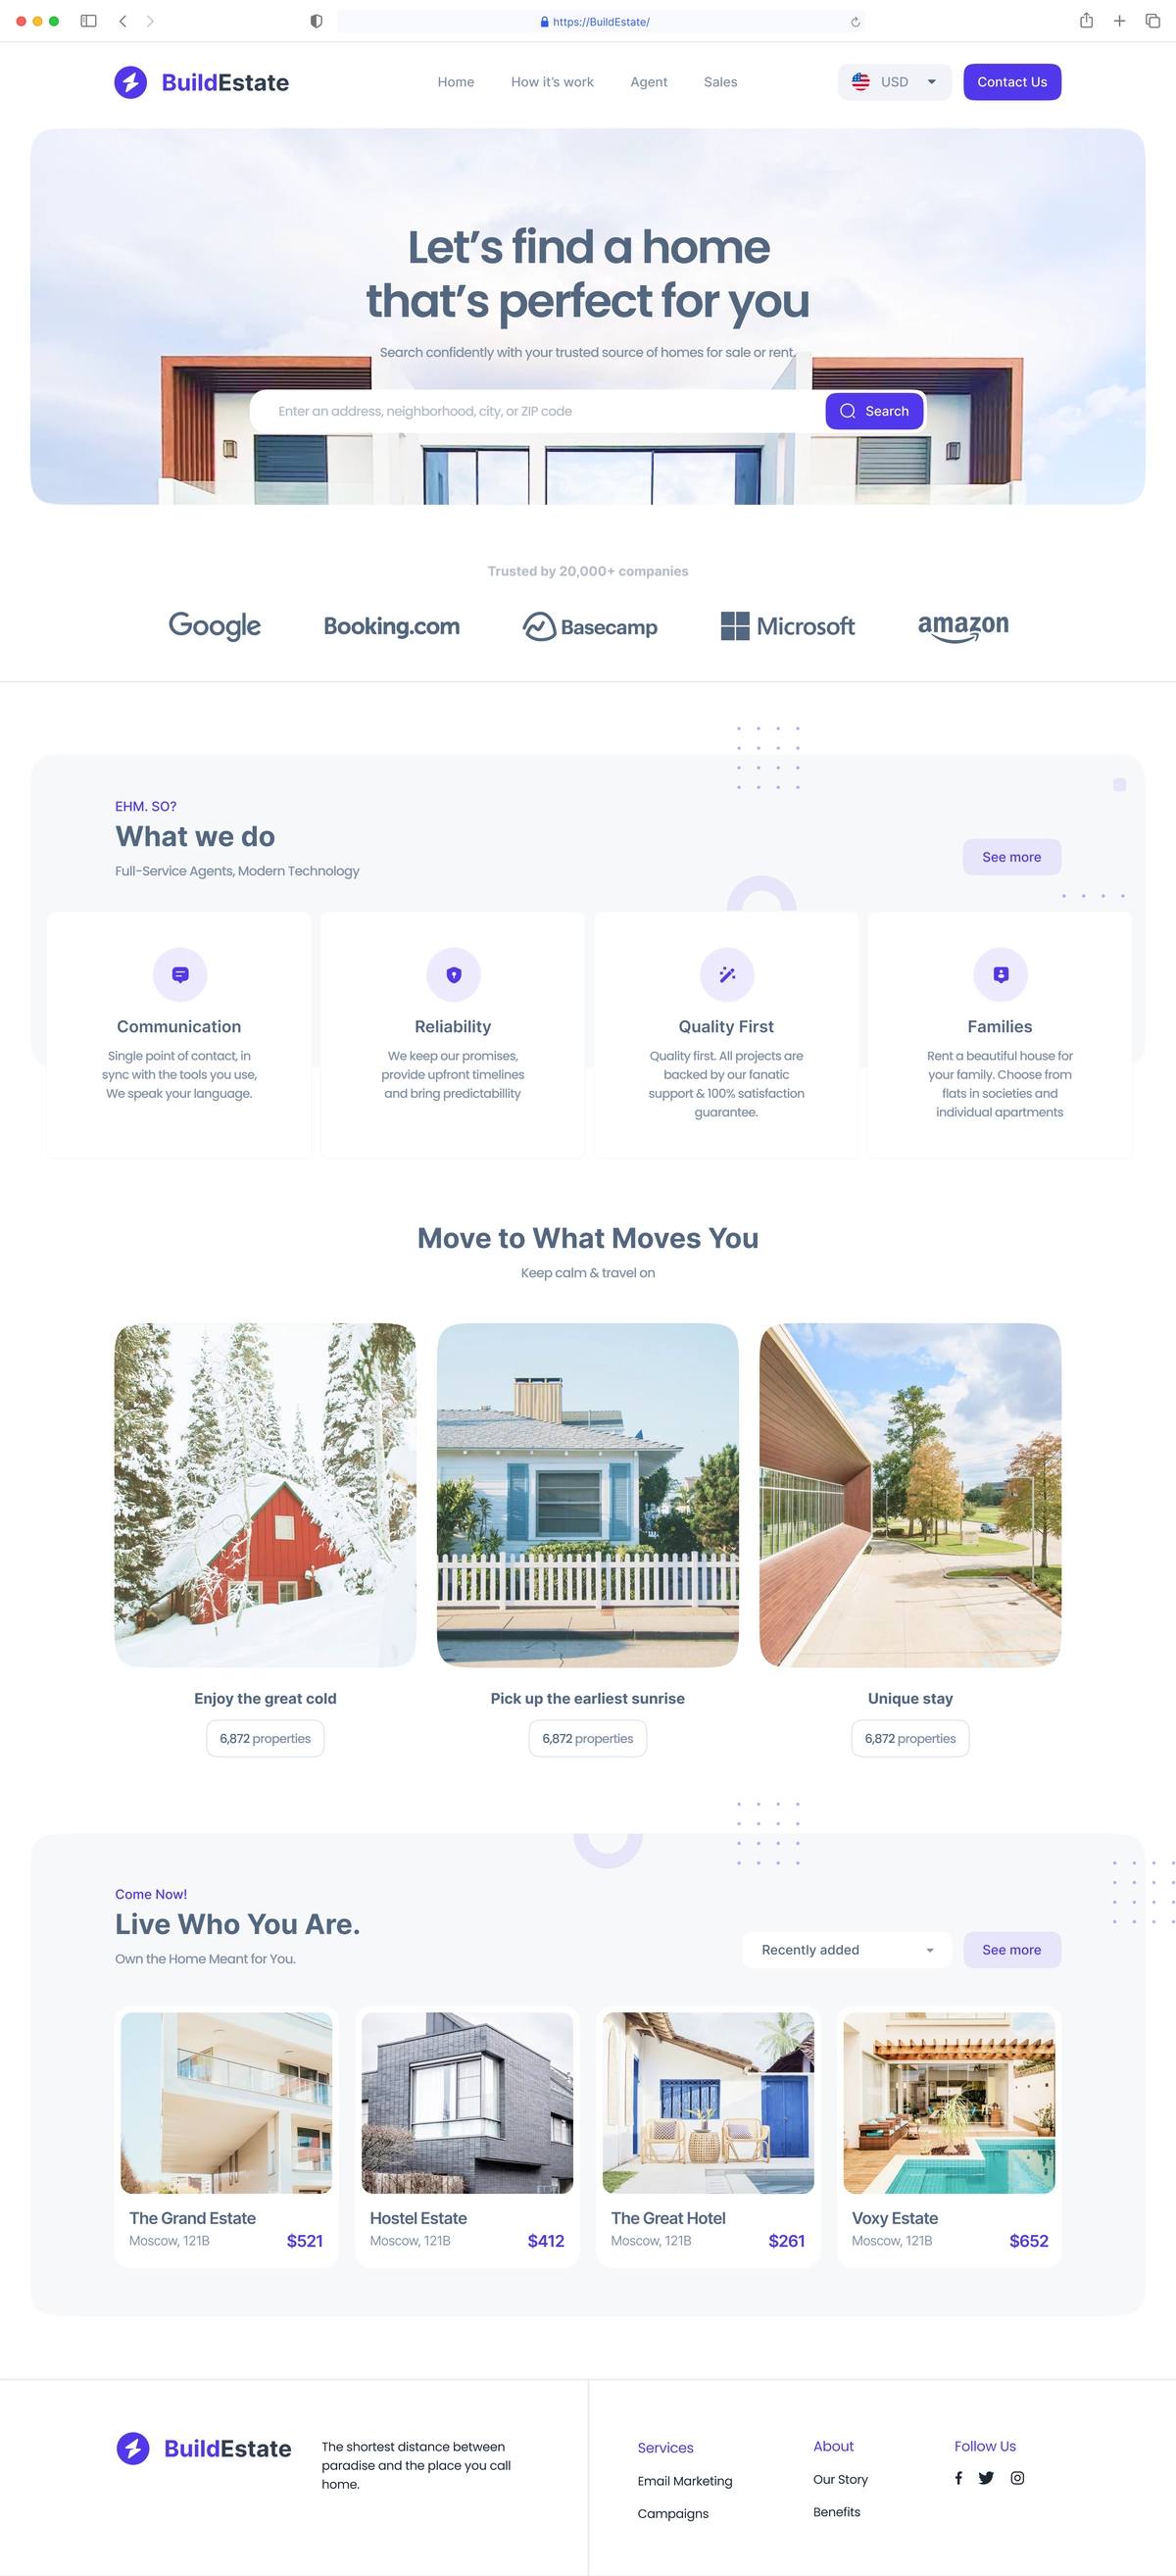 https://BuildEstate/
BuildEstate
Home How it's work Agent Sales
USD
Contact Us
Let's find a home
that's perfect for you
Search confidently with your trusted source of homes for sale or rent.
Enter an address, neighborhood, city, or ZIP code
Search
Trusted by 20,000+ companies
Google Booking.com Basecamp Microsoft amazon
EHM. SO?
What we do
Full-Service Agents, Modern Technology
See more
Communication
Single point of contact, in
sync with the tools you use,
We speak your language.
Reliability
We keep our promises,
provide upfront timelines
and bring predictabillity
Quality First
Quality first. All projects are
backed by our fanatic
support & 100% satisfaction
guarantee.
Families
Rent a beautiful house for
your family. Choose from
flats in societies and
individual apartments
Move to What Moves You
Keep calm & travel on
Enjoy the great cold
6,872 properties
Pick up the earliest sunrise
6,872 properties
Unique stay
6,872 properties
Come Now!
Live Who You Are.
Own the Home Meant for You.
Recently added
See more
The Grand Estate
Moscow, 121B
$521
Hostel Estate
Moscow, 121B
$412
The Great Hotel
Moscow, 121B
$261
Voxy Estate
Moscow, 121B
$652
BuildEstate
The shortest distance between
paradise and the place you call
home.
Services
Email Marketing
Campaigns
About
Our Story
Benefits
Follow Us